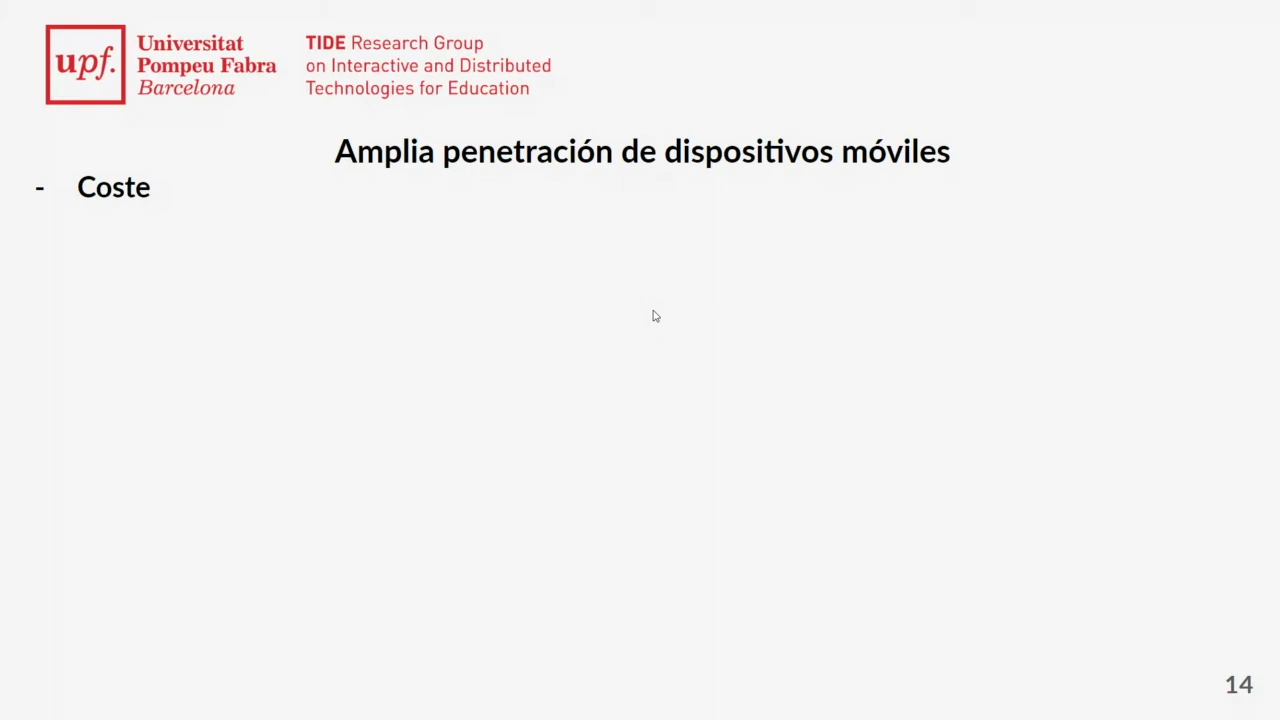 upf.
Universitat
Pompeu Fabra
Barcelona
TIDE Research Group
on Interactive and Distributed
Technologies for Education
Amplia penetración de dispositivos móviles
- Coste
14